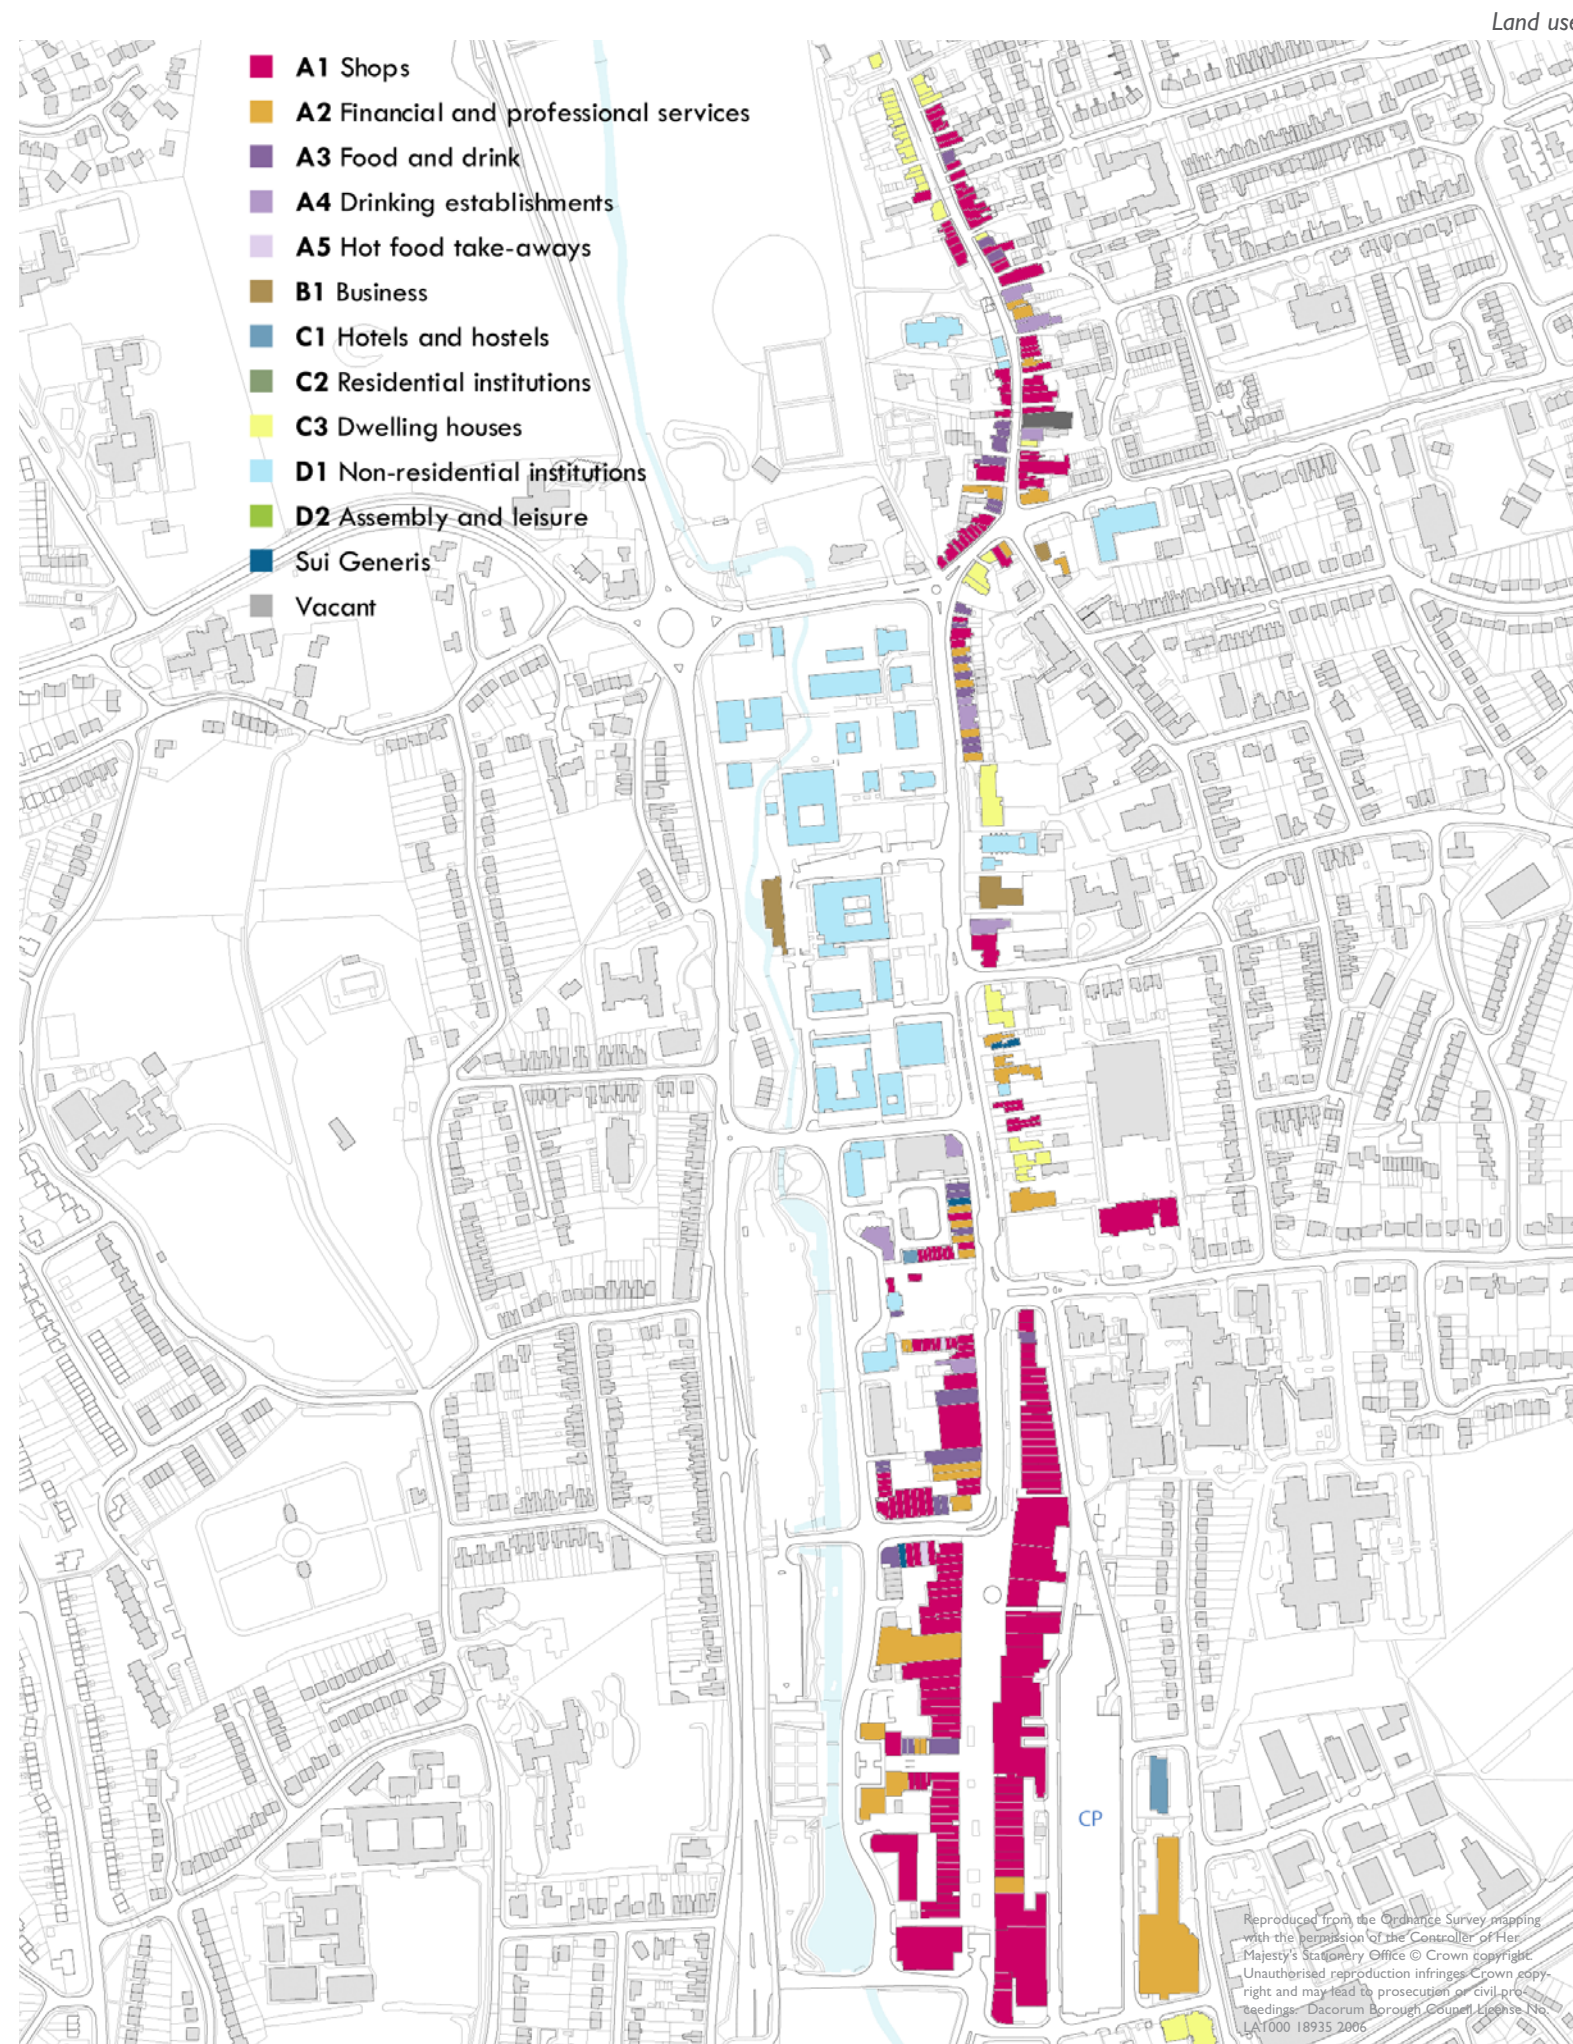 Land use
A1 Shops
A2 Financial and professional services
A3 Food and drink
A4 Drinking establishments
A5 Hot food take-aways
B1 Business
C1 Hotels and hostels
C2 Residential institutions
C3 Dwelling houses
D1 Non-residential institutions
D2 Assembly and leisure
Sui Generis
Vacant
CP
Reproduced from the Ordnance Survey mapping
with the permission of the Controller of Her
Majesty's Stationery Office © Crown copyright.
Unauthorised reproduction infringes Crown copy-
right and may lead to prosecution or civil pro-
ceedings. Dacorum Borough Council License No.
LA1000 18935 2006